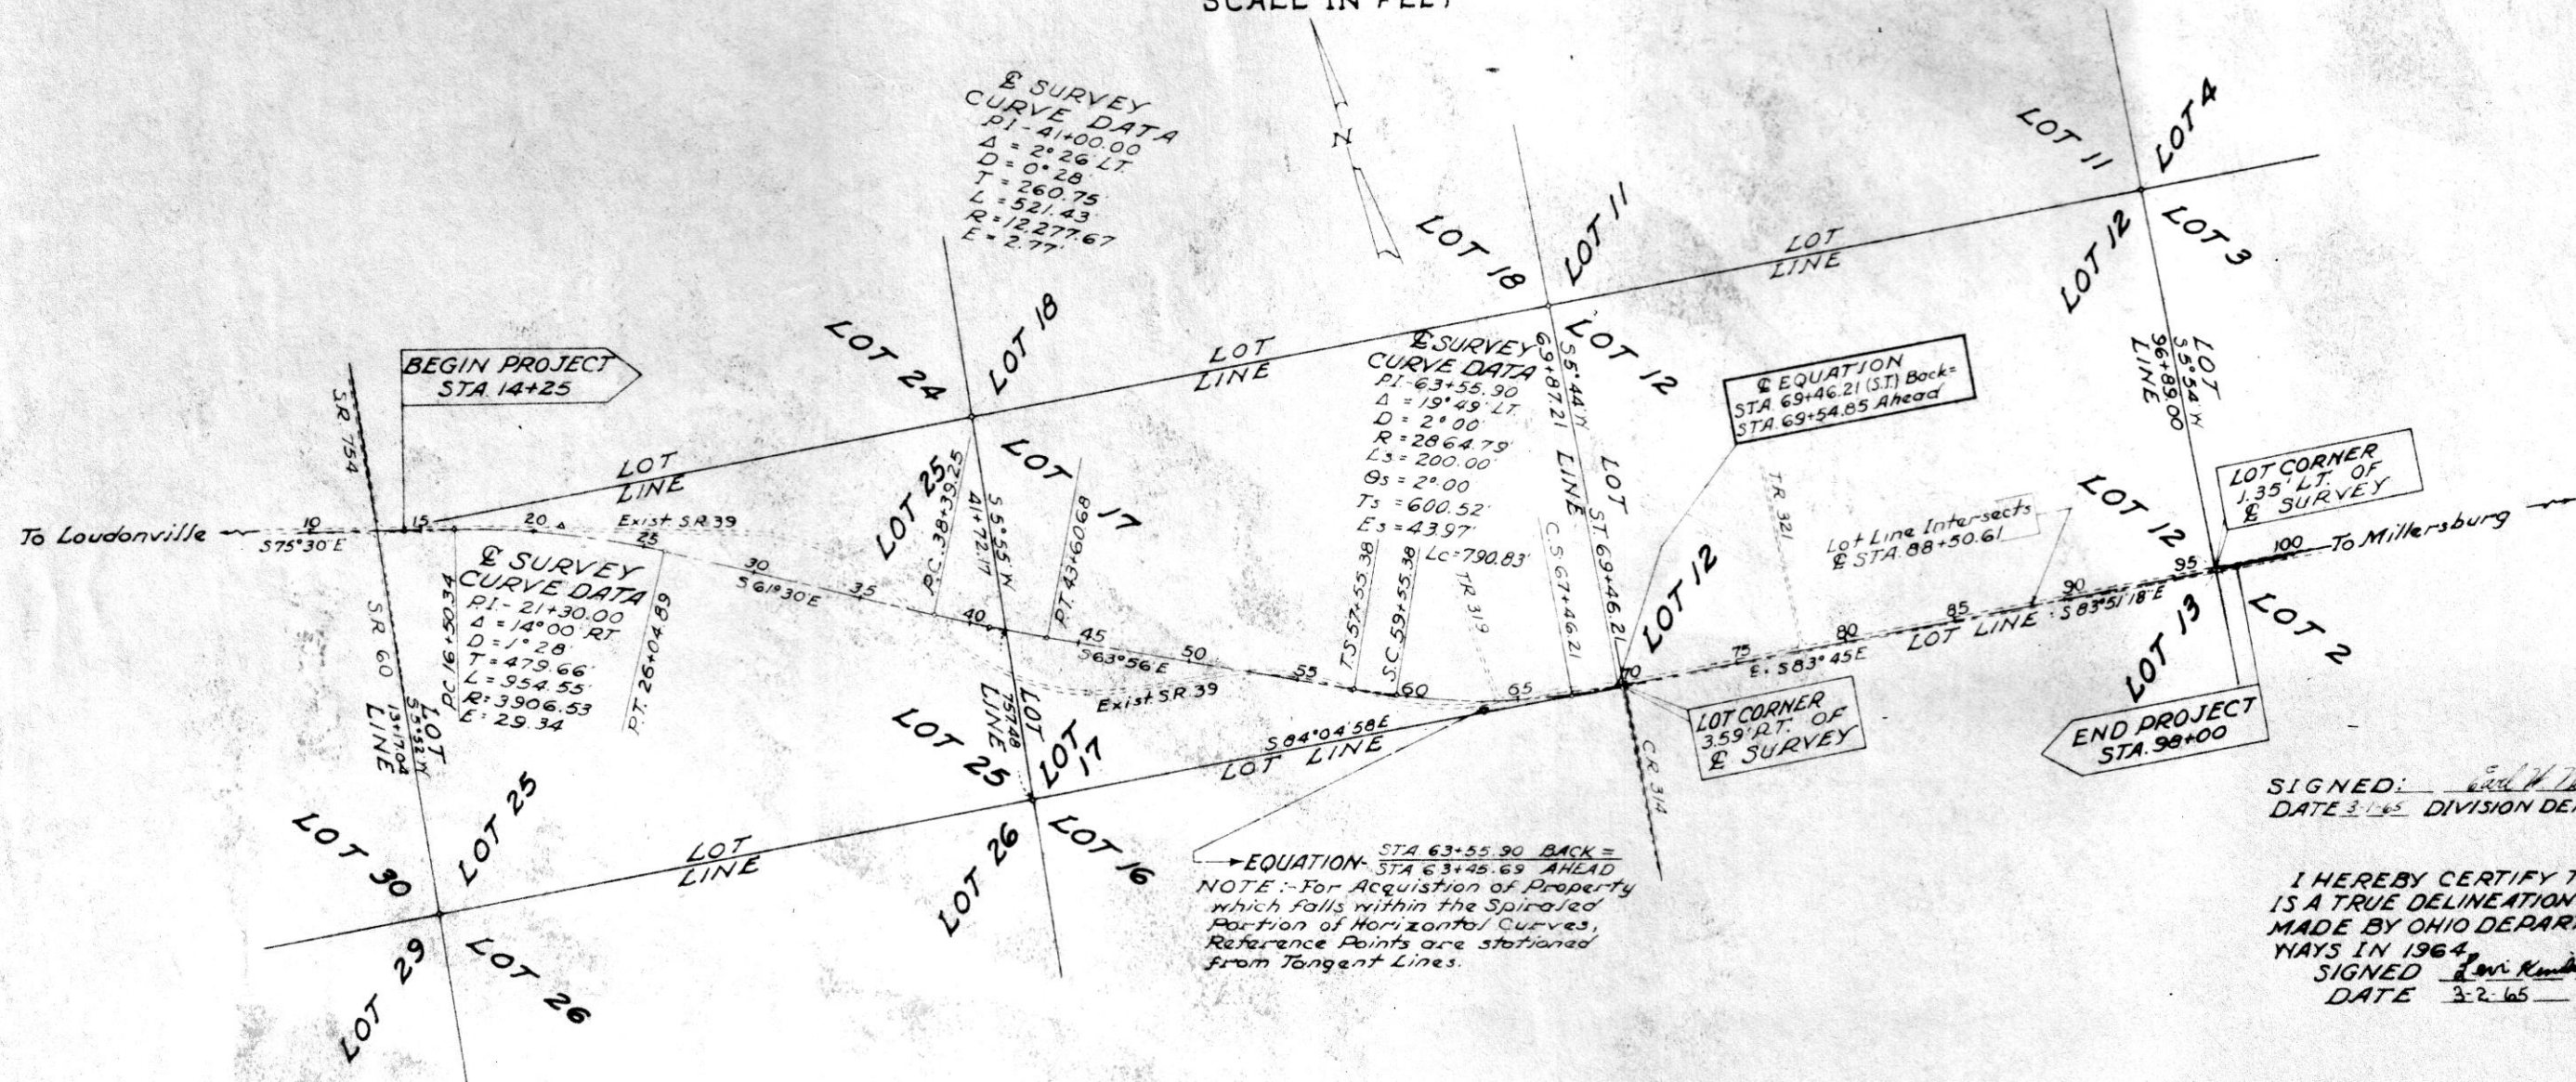 SCALE IN FEET
N
℄ SURVEY
CURVE DATA
P.I - 41+00.00
Δ = 2° 26' LT.
D = 0° 28'
T = 260.75'
L = 521.43'
R = 12,277.67
E = 2.77'
LOT 11
LOT 4
LOT 12
LOT 3
LOT 18
LOT 11
LOT
LINE
LOT 24
LOT 18
LOT
LINE
LOT 12
BEGIN PROJECT
STA. 14+25
SR 754
LOT
LINE
LOT 25
LOT 17
P.C. 38+39.25
S 5° 55' W
41+72.17
P.T. 43+60.68
℄ SURVEY
CURVE DATA
P.I - 63+55.90
Δ = 19° 49' LT.
D = 2° 00'
R = 2864.79'
Ls = 200.00'
Θs = 2°.00
Ts = 600.52'
Es = 43.97'
Lc = 790.83'
S 5° 44' W
69+87.21
LINE
LOT
℄ EQUATION
STA. 69+46.21 (S.T.) Back =
STA. 69+54.85 Ahead
LOT
S 5° 54' W
96+89.00
LINE
LOT CORNER
1.35' LT. OF
℄ SURVEY
To Loudonville
10
15
20
25
30
35
40
45
50
55
60
65
70
75
80
85
90
95
100
To Millersburg
S75°30'E
Exist. SR 39
S 61°30'E
S63°56'E
Exist. S.R. 39
T.S. 57+55.38
S.C. 59+55.38
TR 319
C.S. 67+46.21
S.T. 69+46.21
LOT 12
TR 321
Lot Line Intersects
℄ STA. 88+50.61
LOT 12
℄. S83°45'E
LOT LINE - S 83°51'18"E
LOT 13
LOT 2
℄ SURVEY
CURVE DATA
P.I. - 21+30.00
Δ = 14°00' RT
D = 1° 28'
T = 479.66'
L = 954.55'
R = 3906.53
E = 29.34
P.C. 16+50.34
P.T. 26+04.89
SR 60
LOT
S 5°52' W
13+17.04
LINE
LOT 25
LOT
LINE
757.48
LOT 17
S 84°04'58"E
LOT LINE
LOT CORNER
3.59' RT. OF
℄ SURVEY
CR 314
END PROJECT
STA. 98+00
LOT 30
LOT 25
LOT
LINE
LOT 26
LOT 16
LOT 29
LOT 26
EQUATION - STA. 63+55.90 BACK =
STA 63+45.69 AHEAD
NOTE:- For Acquistion of Property
which falls within the Spiraled
Portion of Horizontal Curves,
Reference Points are stationed
from Tangent Lines.
SIGNED: Earl W
DATE 3-1-65 DIVISION DE
I HEREBY CERTIFY T
IS A TRUE DELINEATION
MADE BY OHIO DEPAR
WAYS IN 1964.
SIGNED Levi
DATE 3-2-65